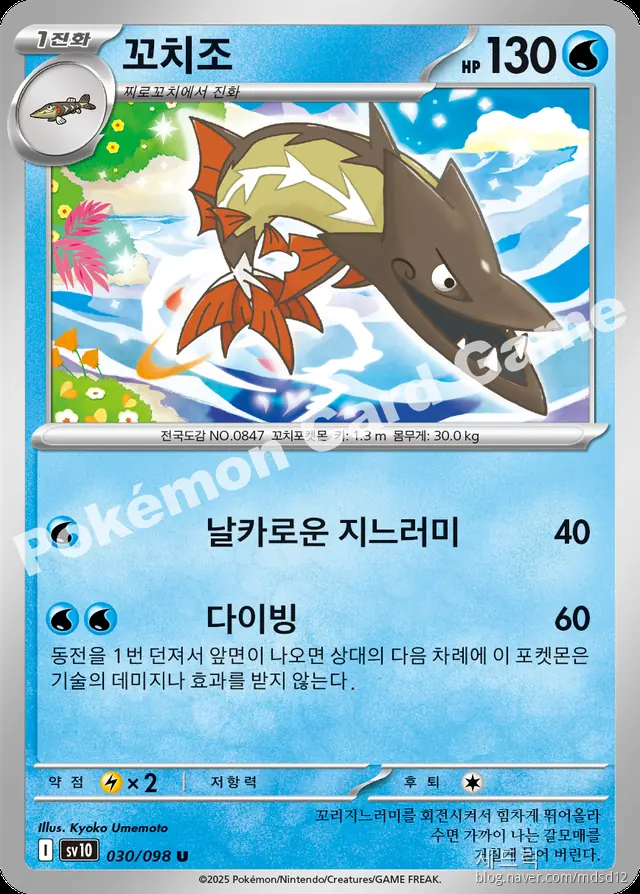 1진화
꼬치조
HP 130
찌로꼬치에서 진화
Pokémon Card Game
전국도감 NO.0847 꼬치포켓몬 키: 1.3 m 몸무게: 30.0 kg
날카로운 지느러미 40
다이빙 60
동전을 1번 던져서 앞면이 나오면 상대의 다음 차례에 이 포켓몬은
기술의 데미지나 효과를 받지 않는다.
약점 ×2 저항력 후퇴
Illus. Kyoko Umemoto
꼬리지느러미를 회전시켜서 힘차게 뛰어올라
수면 가까이 나는 갈모매를
물어 버린다.
I sv10 030/098 U
blog.naver.com/mdsd12
©2025 Pokémon/Nintendo/Creatures/GAME FREAK.